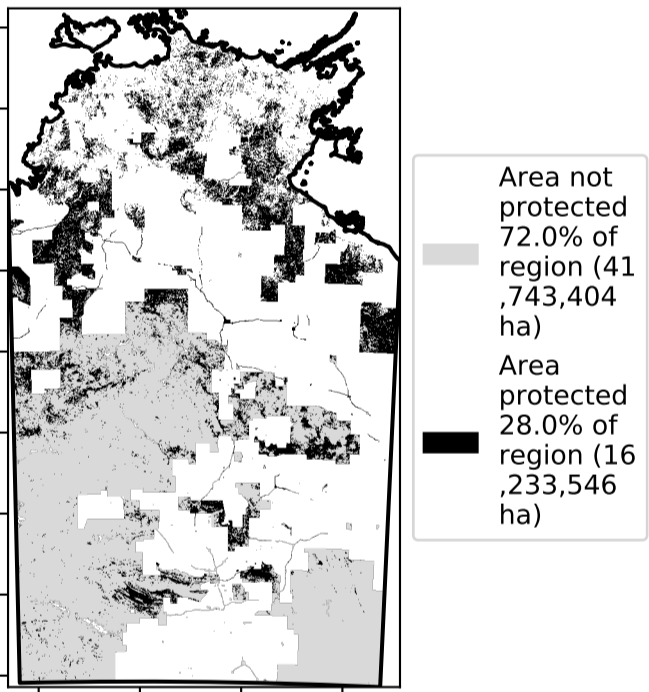 Area not
protected
72.0% of
region (41
,743,404
ha)
Area
protected
28.0% of
region (16
,233,546
ha)